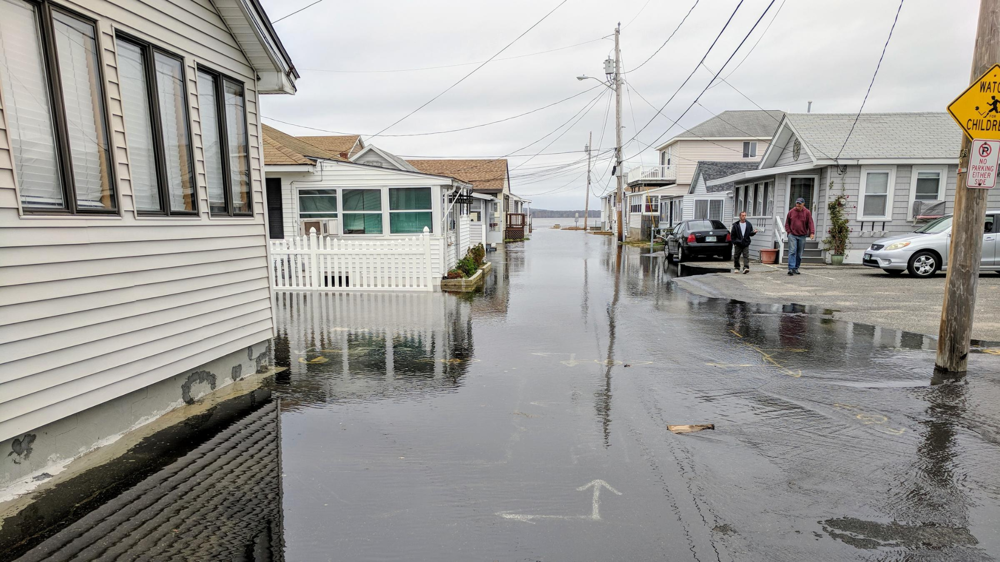 WATC
FOR
CHILDRE
NO
PARKING
EITHER
SIDE